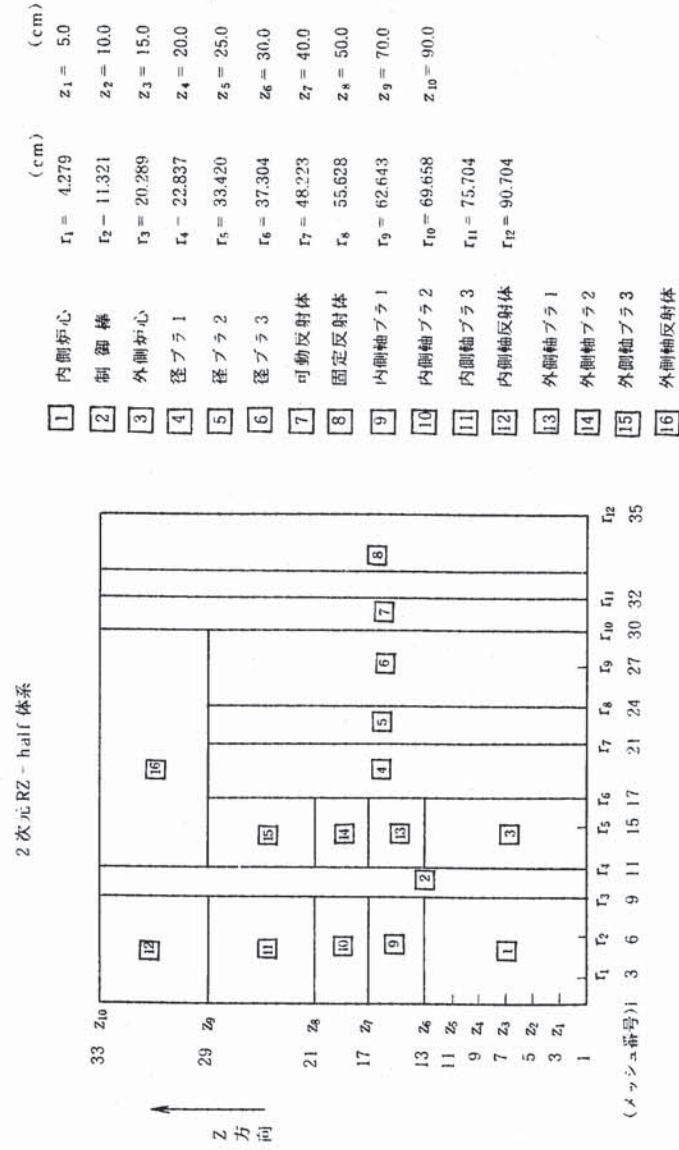 2次元RZ-half体系
Z方向
33 Z10
29 Z9
21 Z8
17 Z7
13 Z6
11 Z5
9 Z4
7 Z3
5 Z2
3 Z1
1
12
11
10
9
1
2
16
15
14
13
3
4
5
6
7
8
r1 r2 r3 r4 r5 r6 r7 r8 r9 r10 r11 r12
(メッシュ番号)1 3 6 9 11 15 17 21 24 27 30 32 35
1 内側炉心
2 制御棒
3 外側炉心
4 径ブラ1
5 径ブラ2
6 径ブラ3
7 可動反射体
8 固定反射体
9 内側軸ブラ1
10 内側軸ブラ2
11 内側軸ブラ3
12 内側軸反射体
13 外側軸ブラ1
14 外側軸ブラ2
15 外側軸ブラ3
16 外側軸反射体
(cm)
r1 = 4.279
r2 - 11.321
r3 = 20.289
r4 - 22.837
r5 = 33.420
r6 = 37.304
r7 = 48.223
r8 55.628
r9 = 62.643
r10 = 69.658
r11 = 75.704
r12 = 90.704
(cm)
Z1 = 5.0
Z2 = 10.0
Z3 = 15.0
Z4 = 20.0
Z5 = 25.0
Z6 = 30.0
Z7 = 40.0
Z8 = 50.0
Z9 = 70.0
Z10 = 90.0